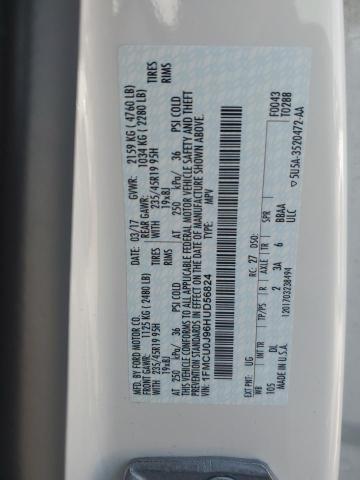 MFD. BY FORD MOTOR CO.
DATE: 03/17 GVWR: 2159 KG ( 4760 LB)
FRONT GAWR: 1125 KG ( 2480 LB) REAR GAWR: 1034 KG ( 2280 LB)
WITH 235/45R19 95H TIRES WITH 235/45R19 95H TIRES
19x8J RIMS 19x8J RIMS
AT 250 kPa/ 36 PSI COLD AT 250 kPa/ 36 PSI COLD
THIS VEHICLE CONFORMS TO ALL APPLICABLE FEDERAL MOTOR VEHICLE SAFETY AND THEFT
PREVENTION STANDARDS IN EFFECT ON THE DATE OF MANUFACTURE SHOWN ABOVE.
VIN: 1FMCU0J96HUD56824
TYPE: MPV
F0043
T0288
EXT PNT: UG RC: 27 DSO:
WB INT TR TP/PS R AXLE TR SPR
105 DL 2 3A 6 BBAA
MADE IN U.S.A. ULC
1201703238494
▽5U5A-3520472-AA